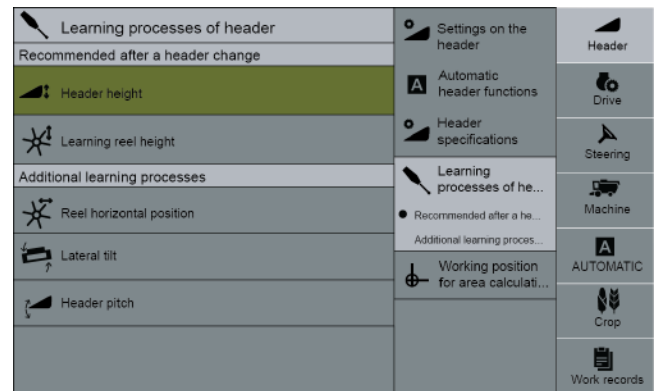 Learning processes of header
Recommended after a header change
Header height
Learning reel height
Additional learning processes
Reel horizontal position
Lateral tilt
Header pitch
Settings on the
header
A
Automatic
header functions
Header
specifications
Learning
processes of he...
Recommended after a he...
Additional learning proces...
Working position
for area calculati...
Header
Drive
Steering
Machine
A
AUTOMATIC
Crop
Work records